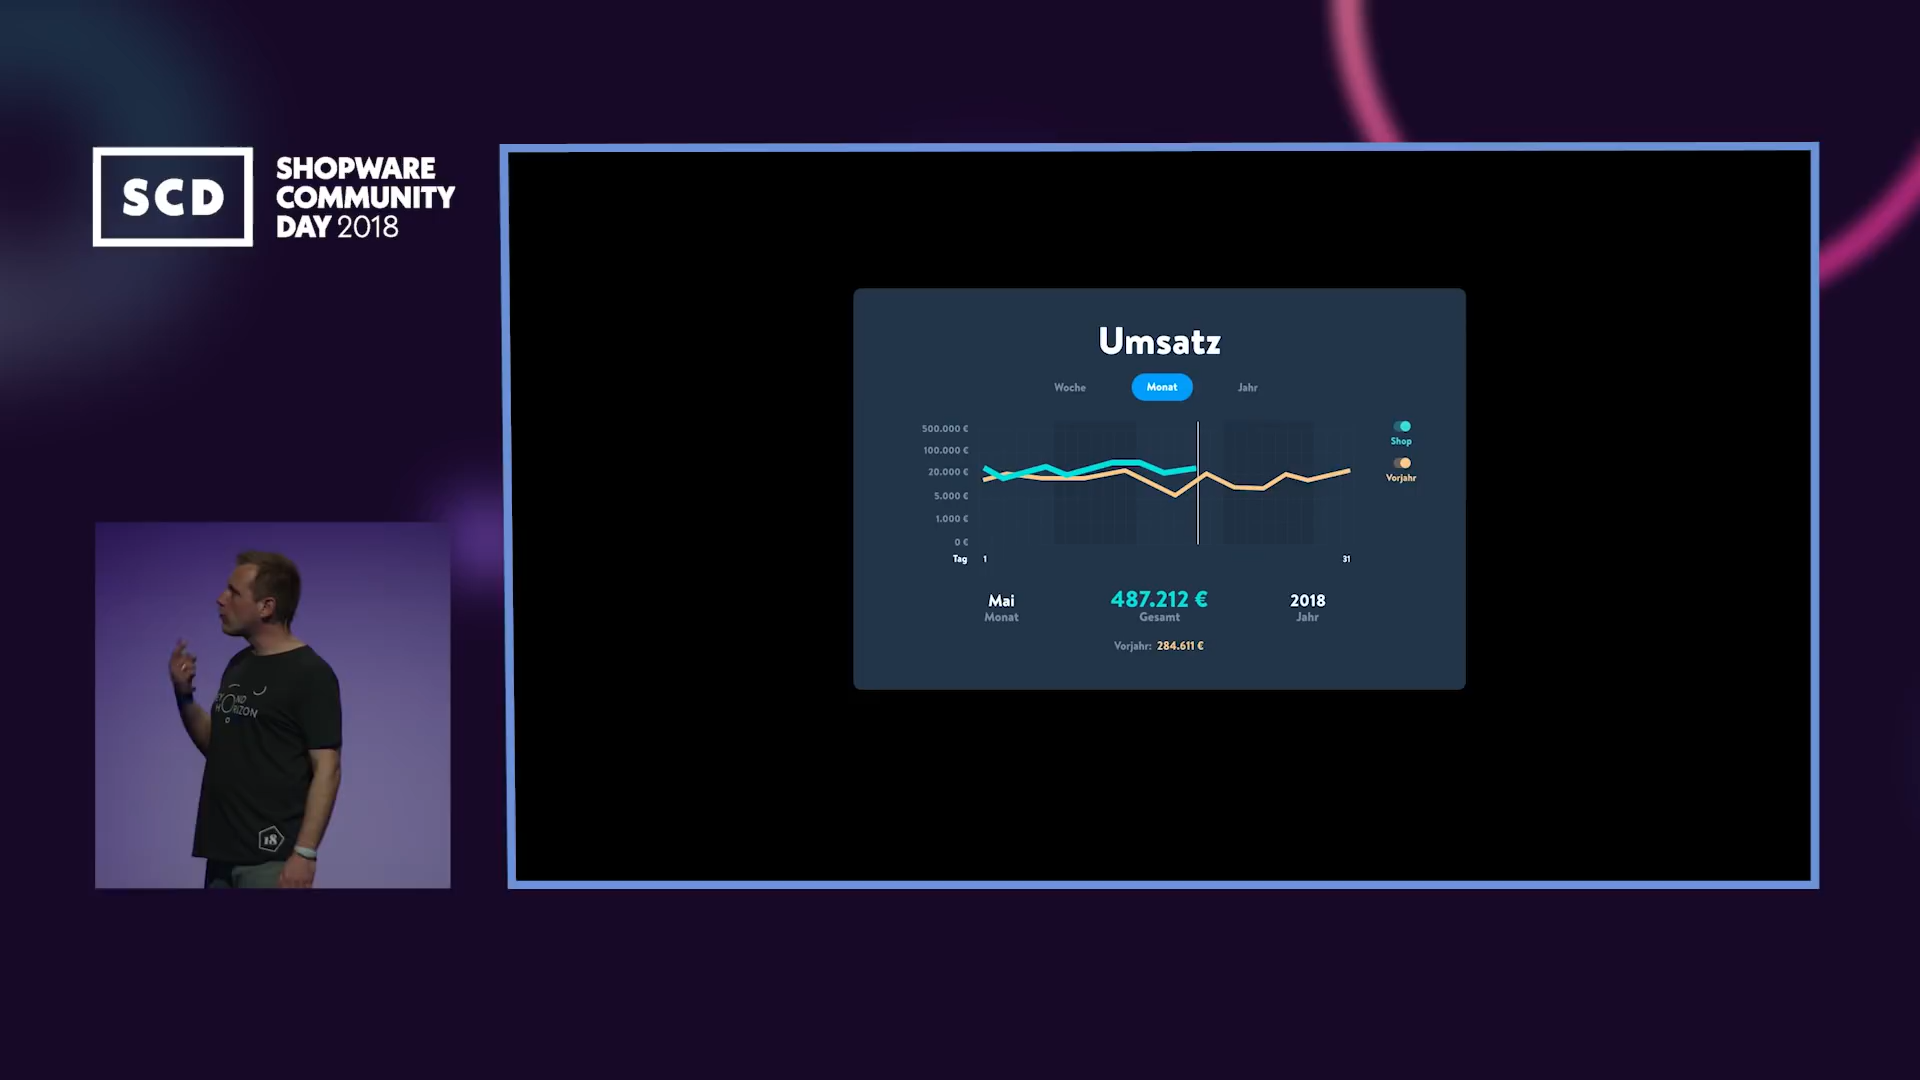 SCD
SHOPWARE
COMMUNITY
DAY 2018
Umsatz
Woche Monat Jahr
500.000 €
100.000 €
20.000 €
5.000 €
1.000 €
0 €
Tag 1 31
Shop
Vorjahr
Mai
Monat
487.212 €
Gesamt
2018
Jahr
Vorjahr: 284.611 €
18